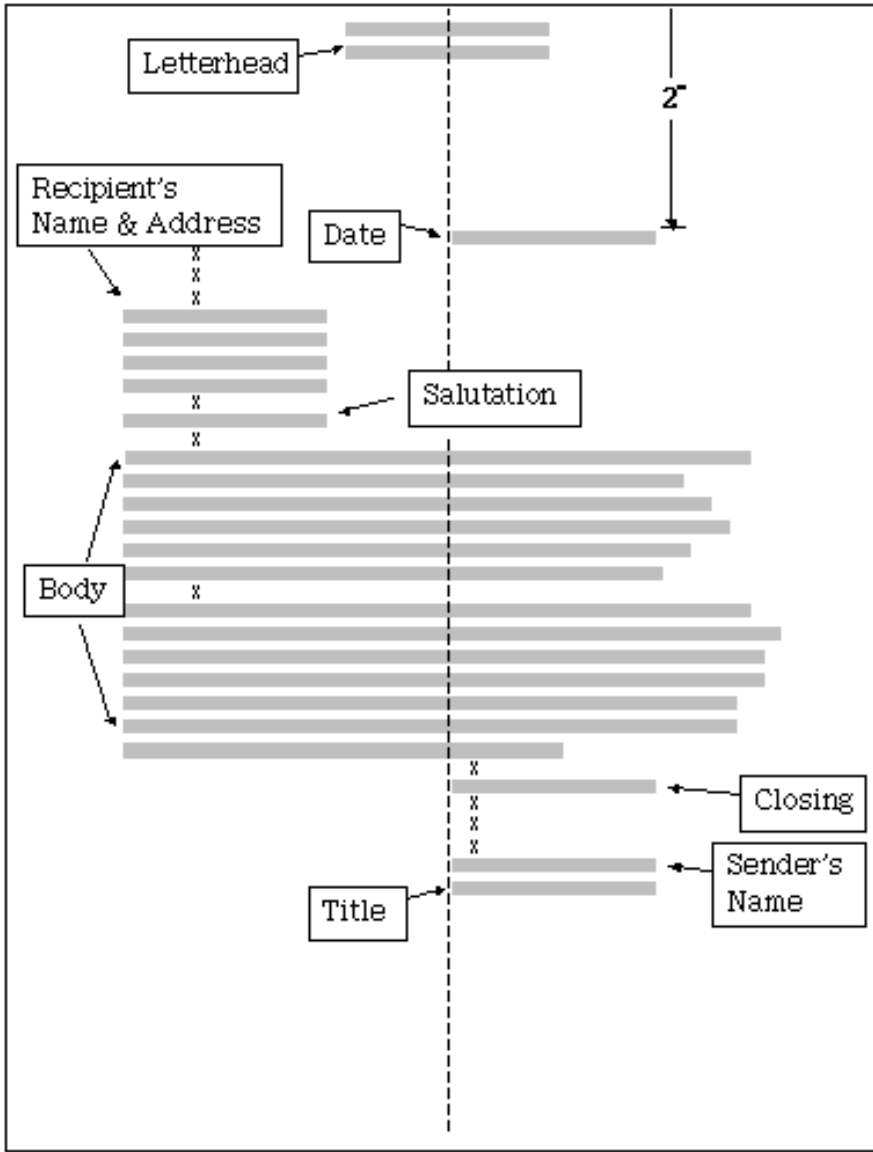 Letterhead
2"
Recipient's
Name & Address
Date
x
x
x
Salutation
x
x
Body
x
x
Closing
x
x
x
Sender's
Name
Title